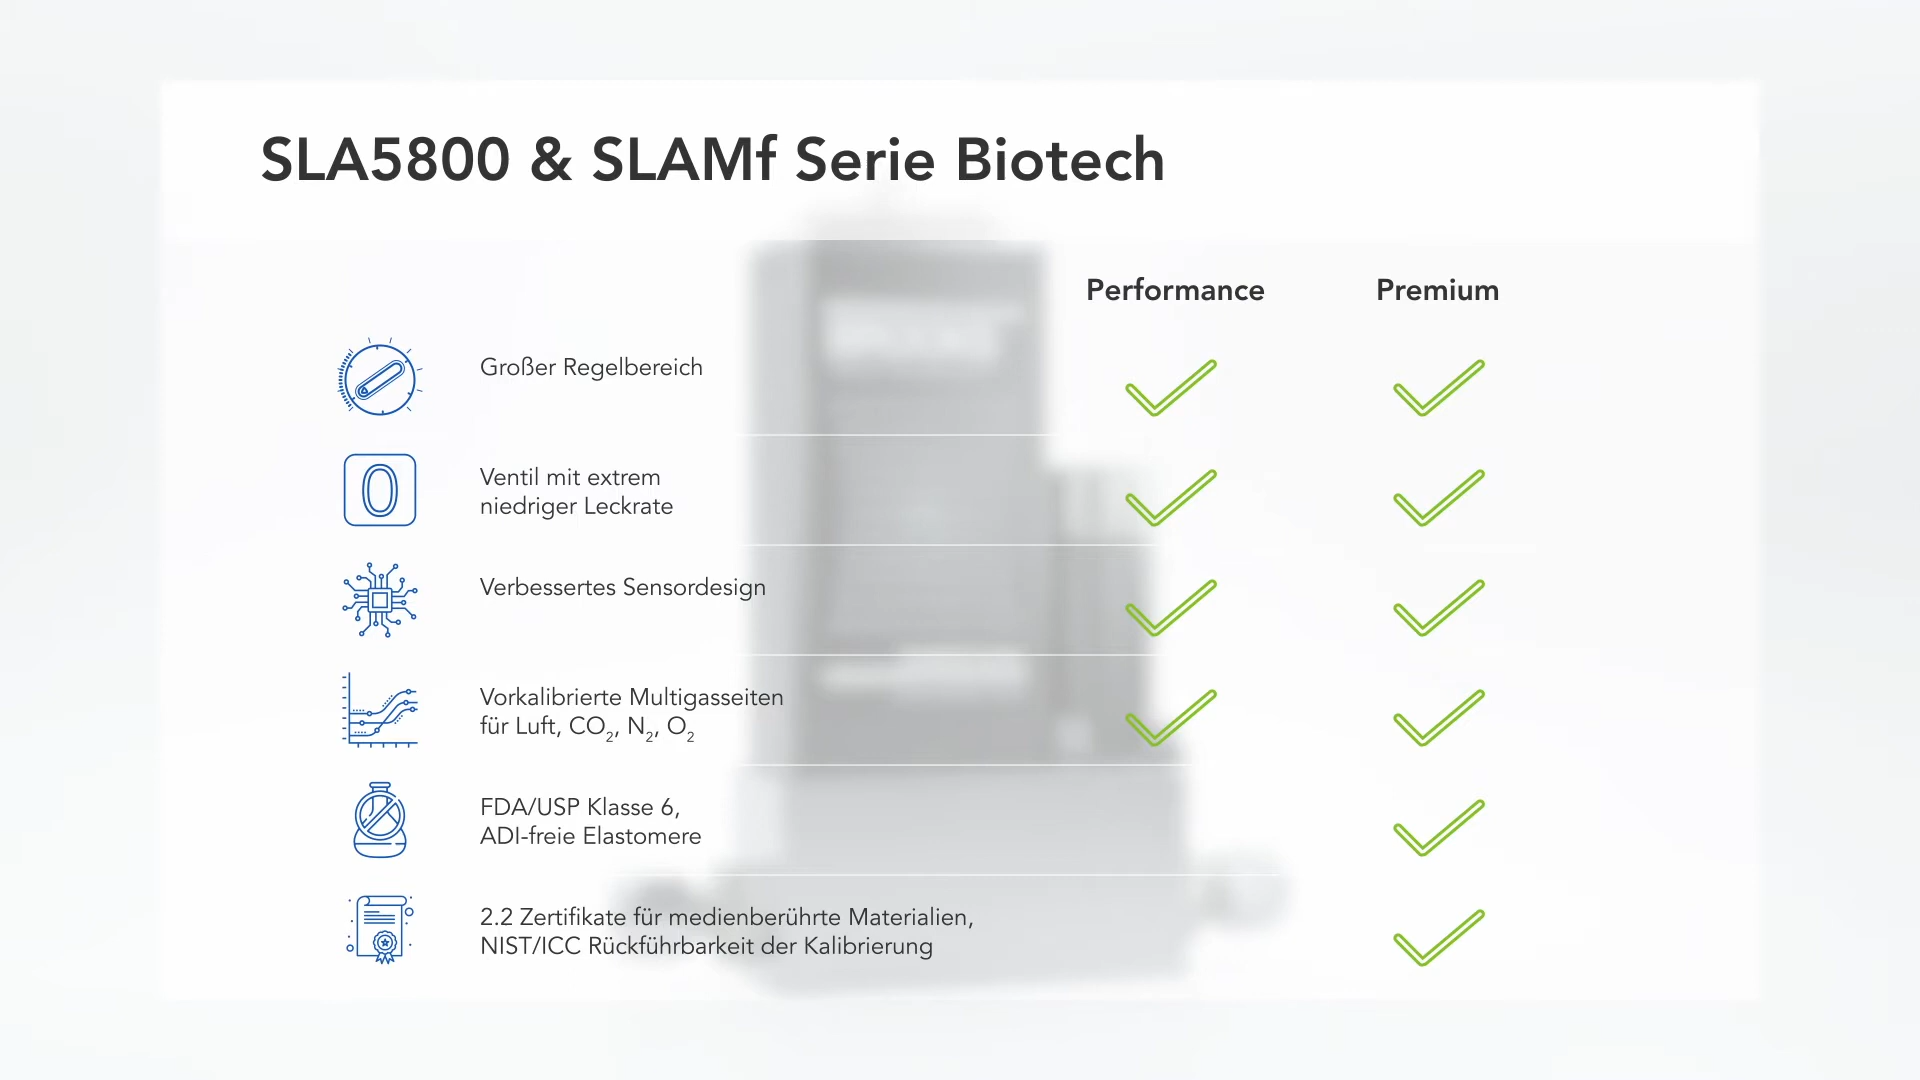 SLA5800 & SLAMf Serie Biotech
Performance Premium
Großer Regelbereich
0
Ventil mit extrem
niedriger Leckrate
Verbessertes Sensordesign
Vorkalibrierte Multigasseiten
für Luft, CO₂, N₂, O₂
FDA/USP Klasse 6,
ADI-freie Elastomere
2.2 Zertifikate für medienberührte Materialien,
NIST/ICC Rückführbarkeit der Kalibrierung